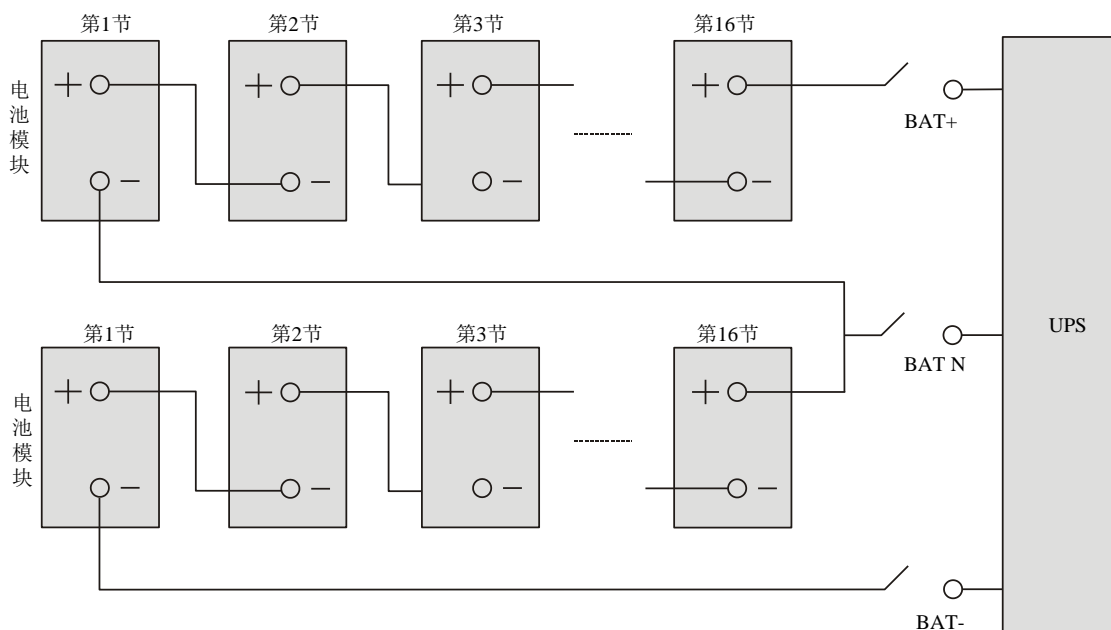 第1节
第2节
第3节
第16节
电池模块
BAT+
第1节
第2节
第3节
第16节
电池模块
BAT N
UPS
BAT-